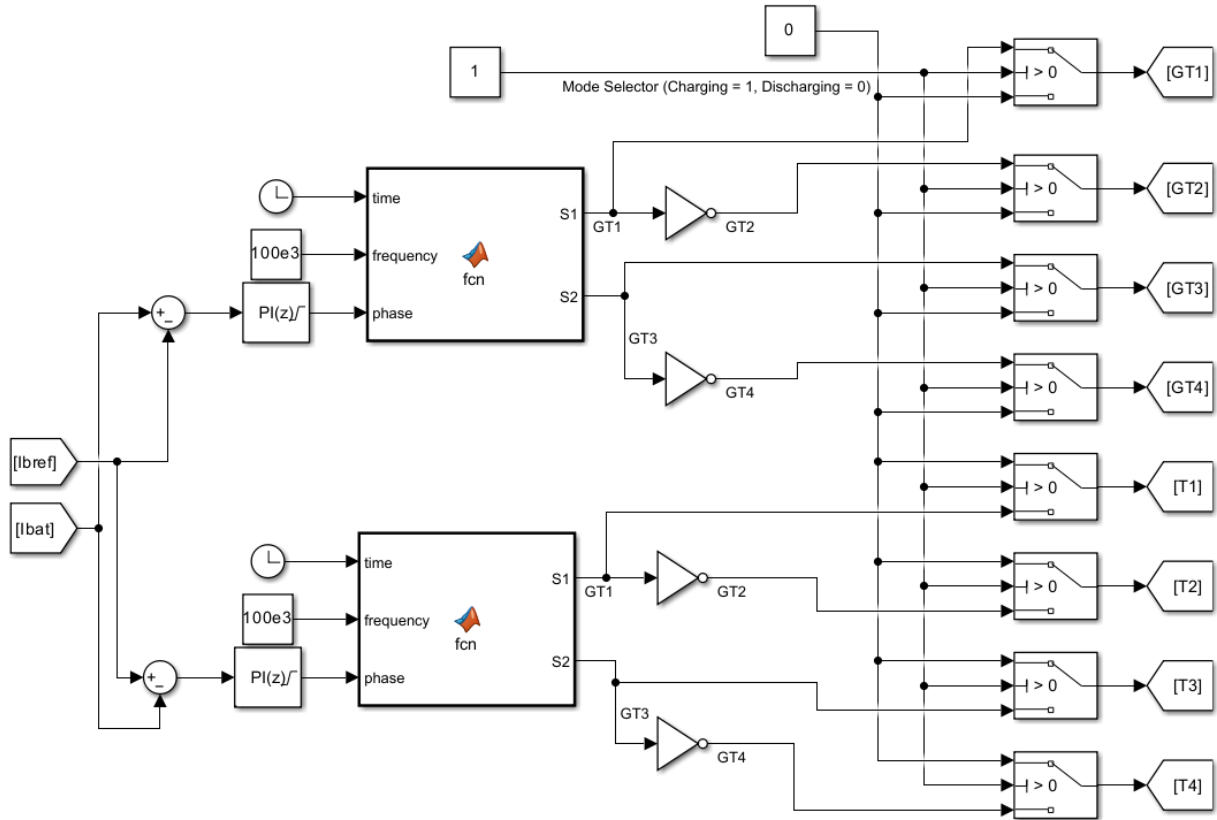 0
1
Mode Selector (Charging = 1, Discharging = 0)
> 0
[GT1]
time
frequency
phase
fcn
S1
S2
100e3
PI(z)
+
−
GT1
GT2
GT3
GT4
> 0
[GT2]
> 0
[GT3]
> 0
[GT4]
[Ibref]
[Ibat]
> 0
[T1]
time
frequency
phase
fcn
S1
S2
100e3
PI(z)
+
−
GT1
GT2
GT3
GT4
> 0
[T2]
> 0
[T3]
> 0
[T4]